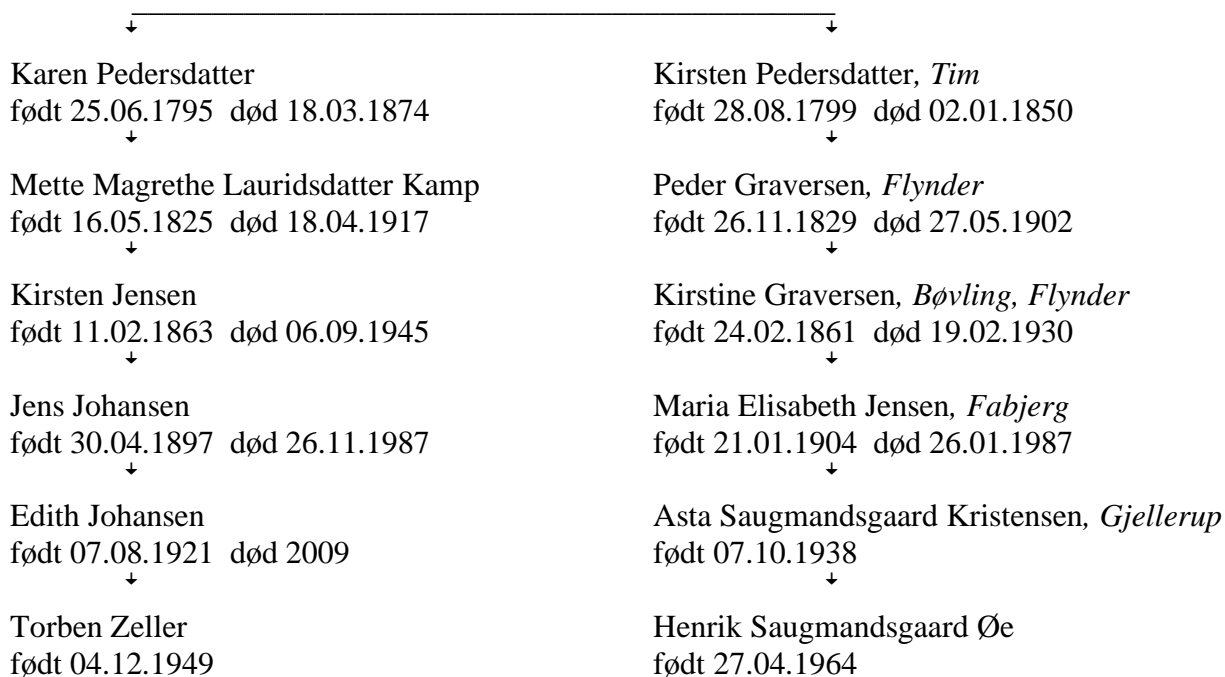 Karen Pedersdatter
født 25.06.1795  død 18.03.1874
Mette Magrethe Lauridsdatter Kamp
født 16.05.1825  død 18.04.1917
Kirsten Jensen
født 11.02.1863  død 06.09.1945
Jens Johansen
født 30.04.1897  død 26.11.1987
Edith Johansen
født 07.08.1921  død 2009
Torben Zeller
født 04.12.1949
Kirsten Pedersdatter, Tim
født 28.08.1799  død 02.01.1850
Peder Graversen, Flynder
født 26.11.1829  død 27.05.1902
Kirstine Graversen, Bøvling, Flynder
født 24.02.1861  død 19.02.1930
Maria Elisabeth Jensen, Fabjerg
født 21.01.1904  død 26.01.1987
Asta Saugmandsgaard Kristensen, Gjellerup
født 07.10.1938
Henrik Saugmandsgaard Øe
født 27.04.1964